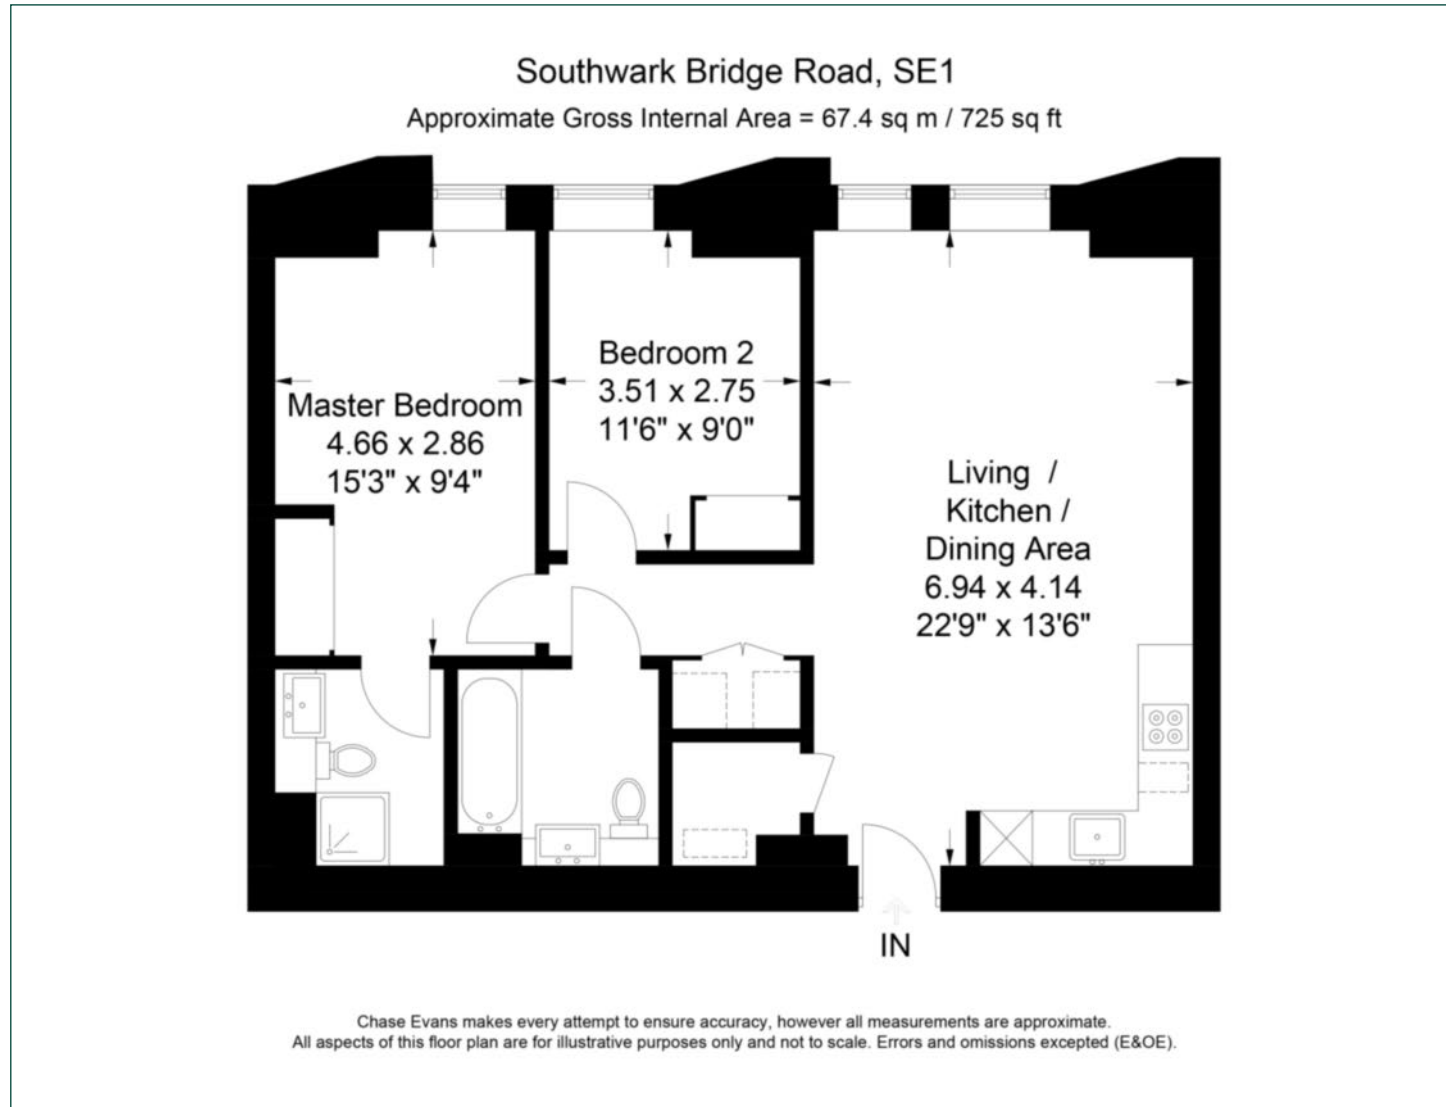 Southwark Bridge Road, SE1
Approximate Gross Internal Area = 67.4 sq m / 725 sq ft
Master Bedroom
4.66 x 2.86
15'3" x 9'4"
Bedroom 2
3.51 x 2.75
11'6" x 9'0"
Living /
Kitchen /
Dining Area
6.94 x 4.14
22'9" x 13'6"
IN
Chase Evans makes every attempt to ensure accuracy, however all measurements are approximate.
All aspects of this floor plan are for illustrative purposes only and not to scale. Errors and omissions excepted (E&OE).